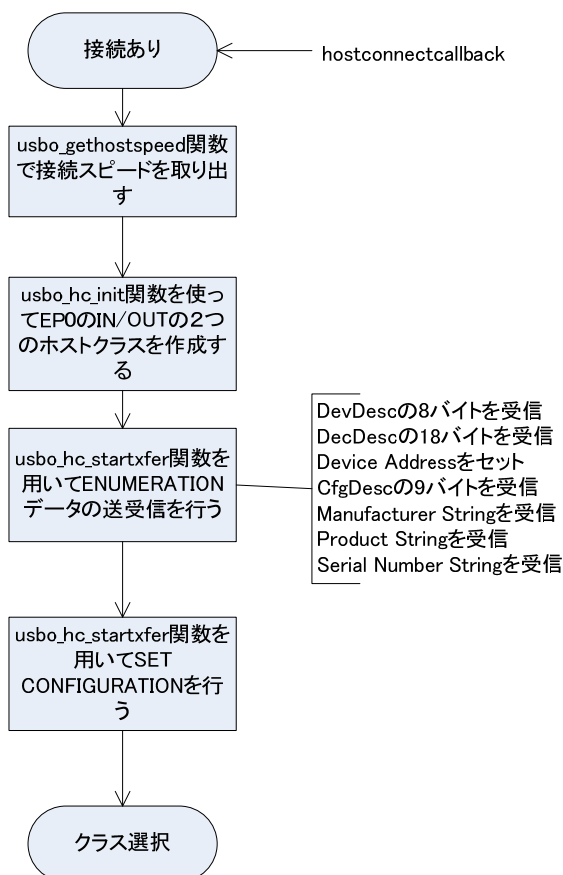 接続あり
hostconnectcallback
usbo_gethostspeed関数
で接続スピードを取り出
す
usbo_hc_init関数を使っ
てEP0のIN/OUTの２つ
のホストクラスを作成す
る
usbo_hc_startxfer関数を
用いてENUMERATION
データの送受信を行う
DevDescの8バイトを受信
DecDescの18バイトを受信
Device Addressをセット
CfgDescの9バイトを受信
Manufacturer Stringを受信
Product Stringを受信
Serial Number Stringを受信
usbo_hc_startxfer関数を
用いてSET
CONFIGURATIONを行
う
クラス選択